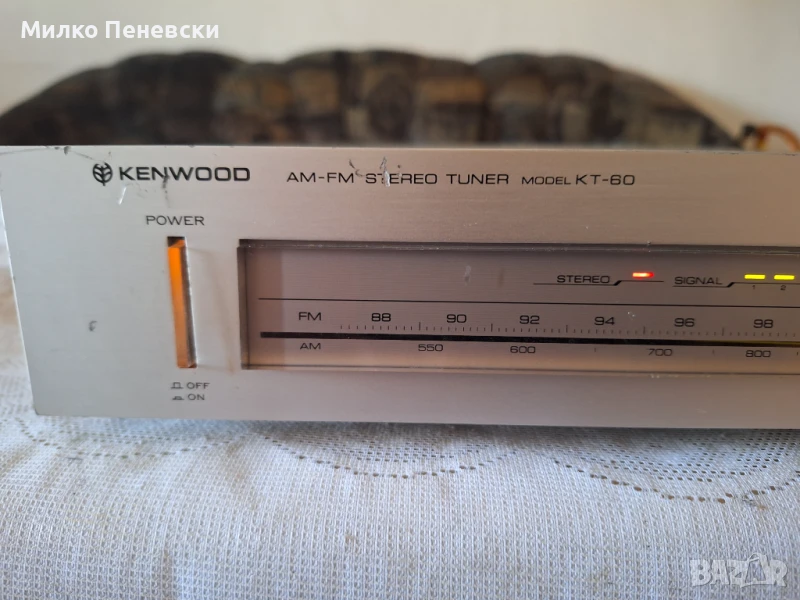 Милко Пеневски
KENWOOD AM-FM STEREO TUNER MODEL KT-60
POWER
STEREO SIGNAL
1 2
FM 88 90 92 94 96 98
AM 550 600 700 800
OFF
ON
BAZAR